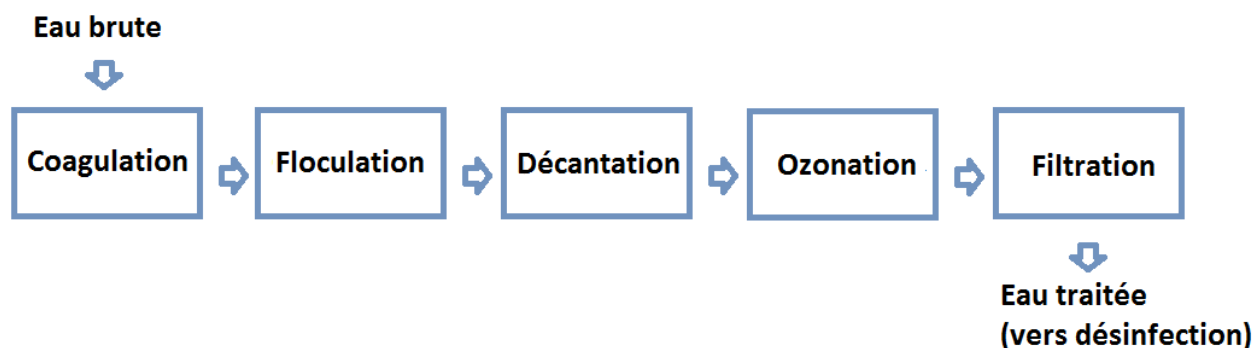 Eau brute
Coagulation
Floculation
Décantation
Ozonation
Filtration
Eau traitée
(vers désinfection)